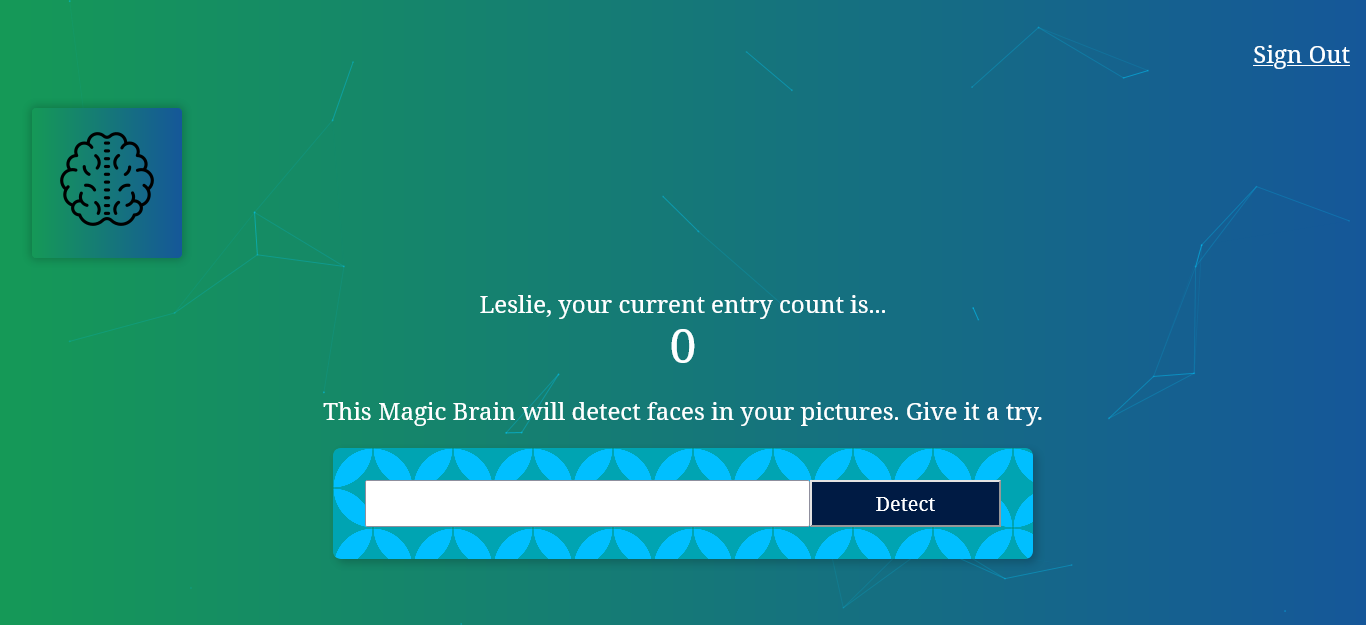 Sign Out
Leslie, your current entry count is...
0
This Magic Brain will detect faces in your pictures. Give it a try.
Detect